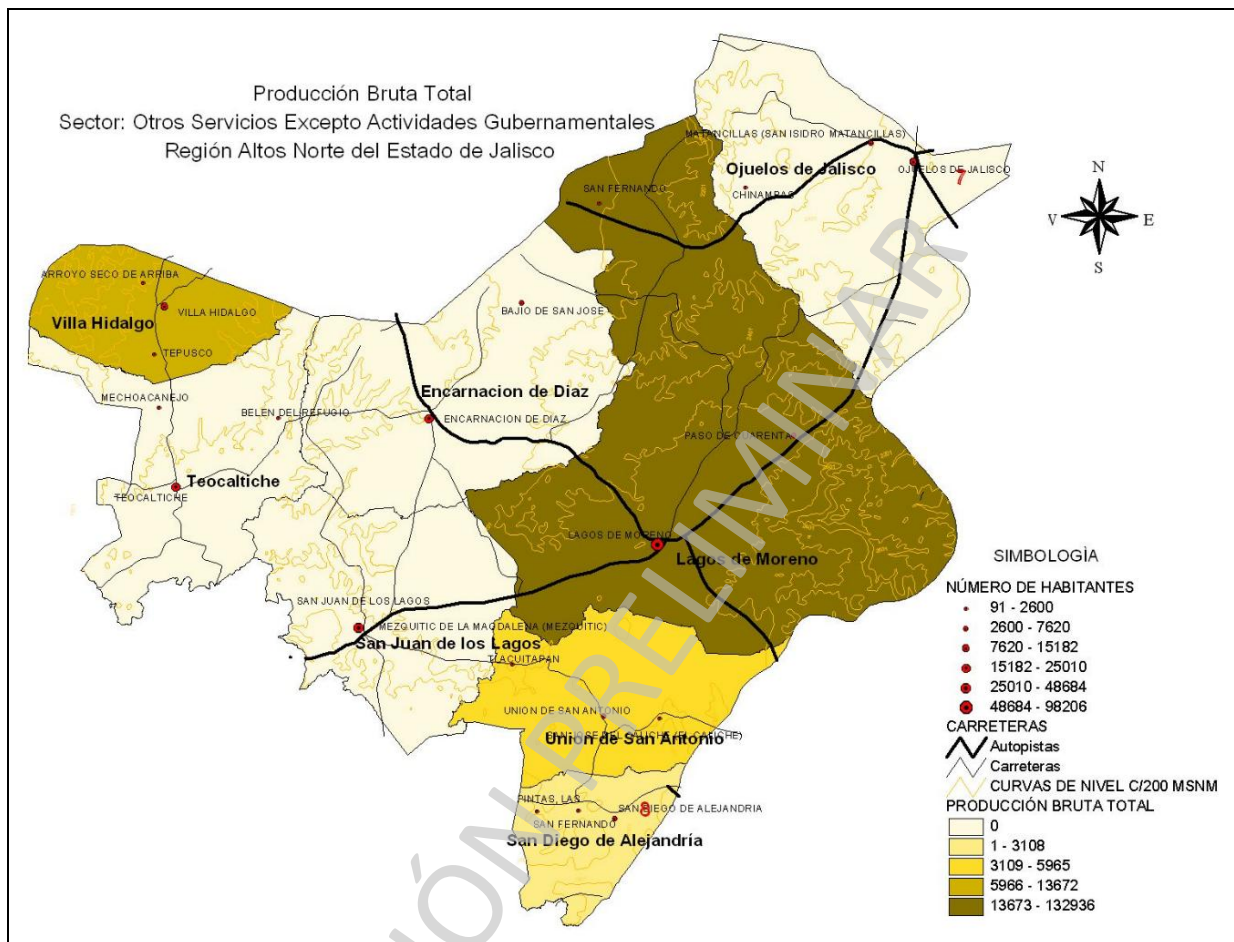 Producción Bruta Total
Sector: Otros Servicios Excepto Actividades Gubernamentales
Región Altos Norte del Estado de Jalisco
MATANCILLAS (SAN ISIDRO MATANCILLAS)
Ojuelos de Jalisco
OJUELOS DE JALISCO
7
CHINAMPAS
SAN FERNANDO
N
V E
S
ARROYO SECO DE ARRIBA
VILLA HIDALGO
Villa Hidalgo
TEPUSCO
BAJIO DE SAN JOSE
MECHOACANEJO
BELEN DEL REFUGIO
Encarnacion de Diaz
ENCARNACION DE DIAZ
PASO DE CUARENTA
Teocaltiche
TEOCALTICHE
LAGOS DE MORENO
Lagos de Moreno
SAN JUAN DE LOS LAGOS
MEZQUITIC DE LA MAGDALENA (MEZQUITIC)
San Juan de los Lagos
TLACUITAPAN
UNION DE SAN ANTONIO
Union de San Antonio
PINTAS, LAS
SAN DIEGO DE ALEJANDRIA
8
SAN FERNANDO
San Diego de Alejandría
SIMBOLOGÌA
NÚMERO DE HABITANTES
91 - 2600
2600 - 7620
7620 - 15182
15182 - 25010
25010 - 48684
48684 - 98206
CARRETERAS
Autopistas
Carreteras
CURVAS DE NIVEL C/200 MSNM
PRODUCCIÓN BRUTA TOTAL
0
1 - 3108
3109 - 5965
5966 - 13672
13673 - 132936
IÓN PRELIMINAR